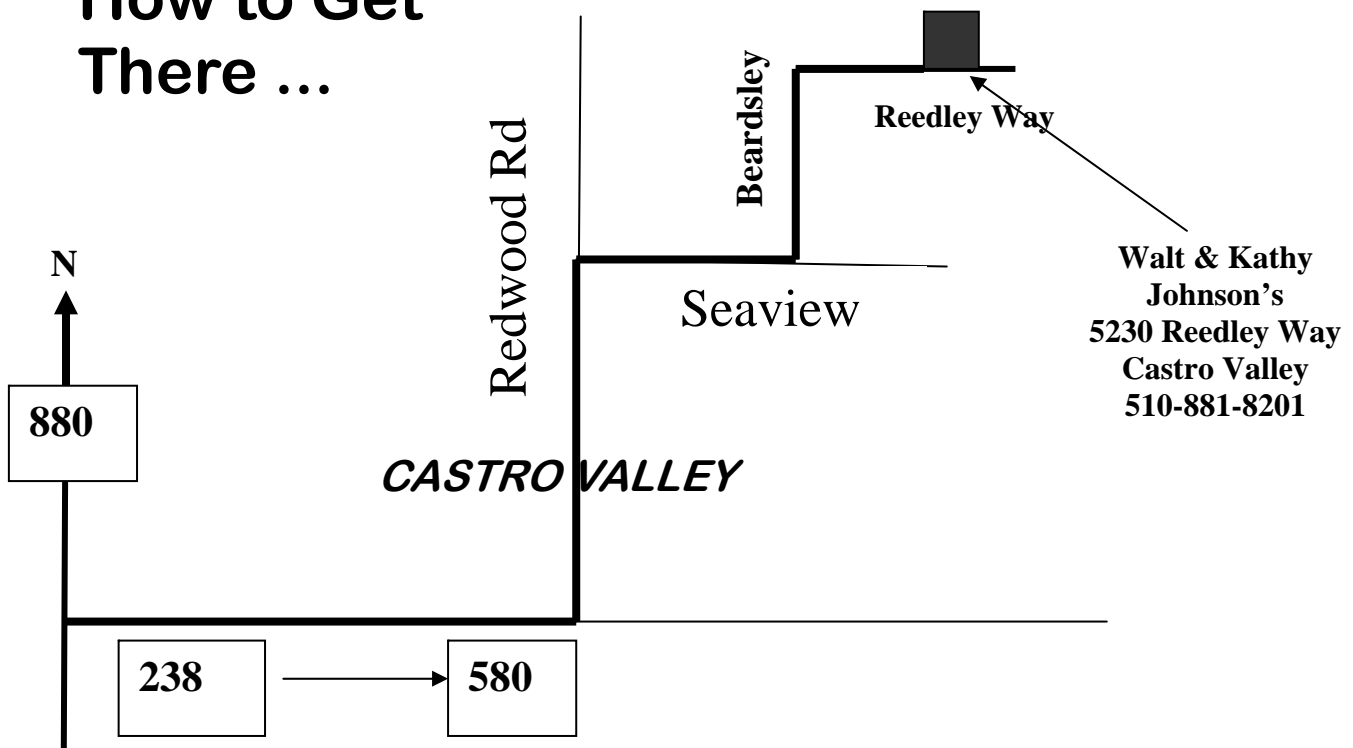 How to Get
There ...
Redwood Rd
Beardsley
Reedley Way
N
880
Seaview
Walt & Kathy
Johnson’s
5230 Reedley Way
Castro Valley
510-881-8201
CASTRO VALLEY
238
580